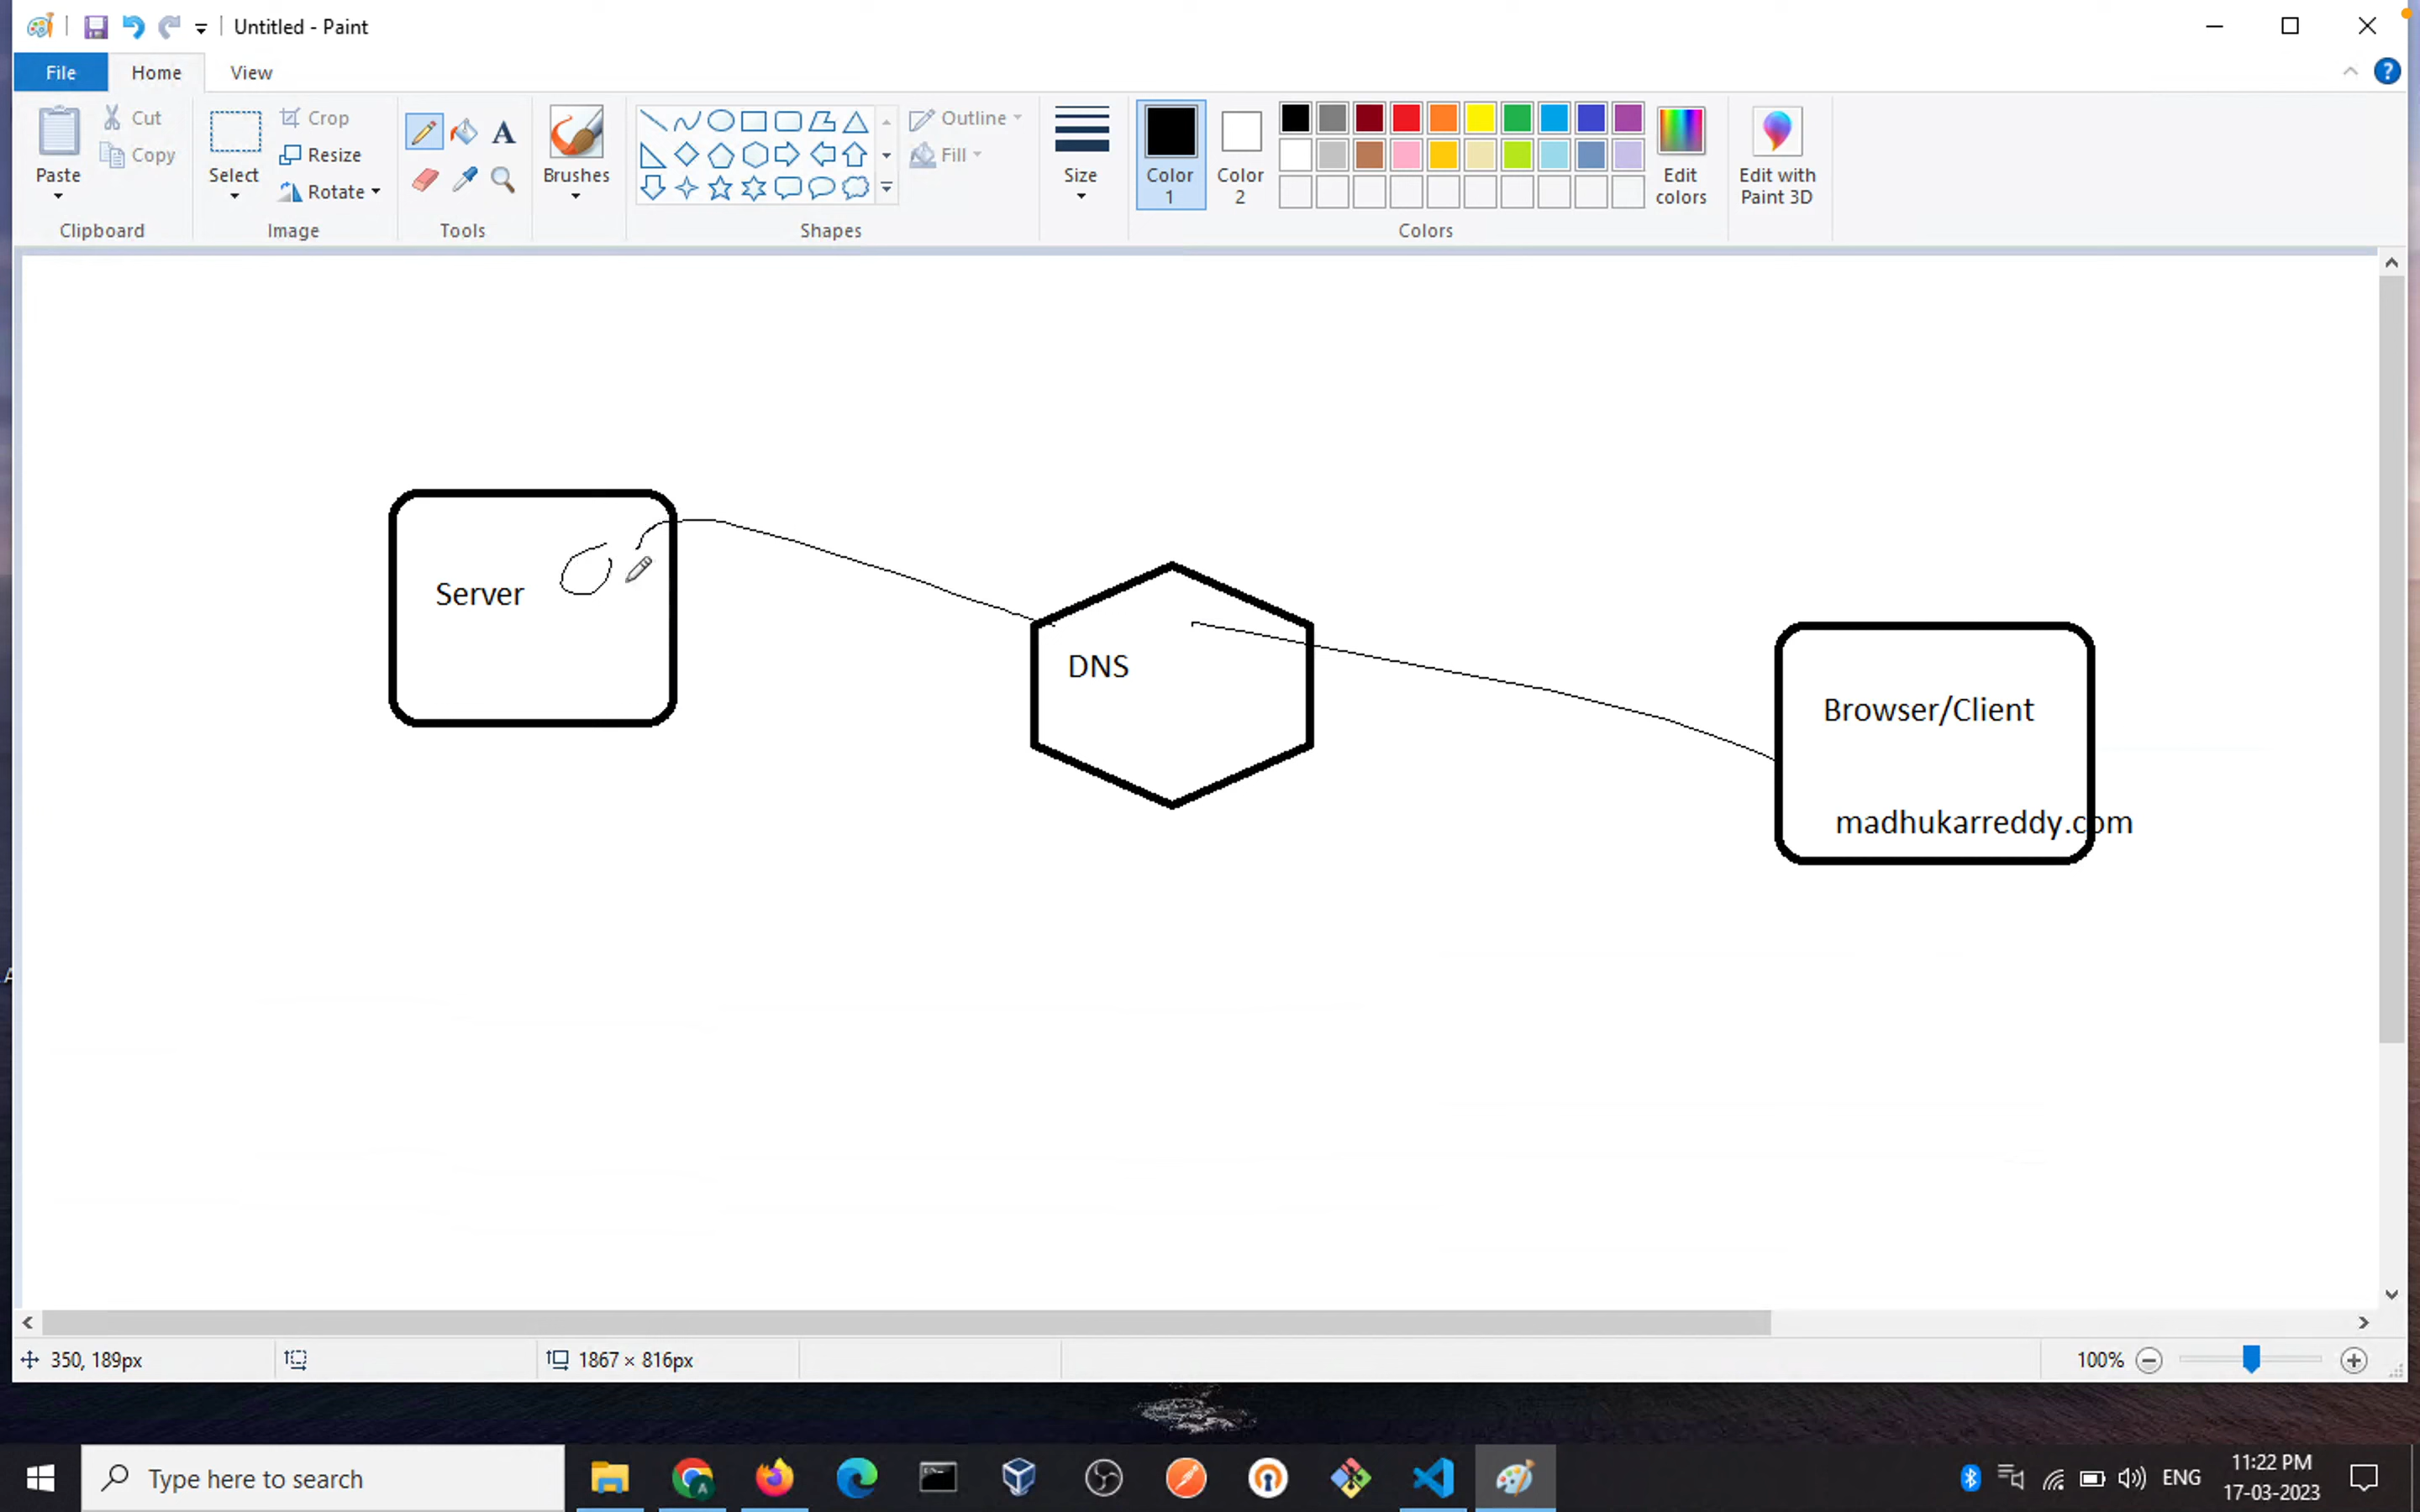 Untitled - Paint
File Home View
Paste
Cut
Copy
Clipboard
Select
Crop
Resize
Rotate
Image
A
Tools
Brushes
Shapes
Outline
Fill
Size
Color 1
Color 2
Colors
Edit colors
Edit with Paint 3D
?
Server
DNS
Browser/Client
madhukarreddy.com
350, 189px
1867 × 816px
100%
Type here to search
A
ENG
11:22 PM
17-03-2023